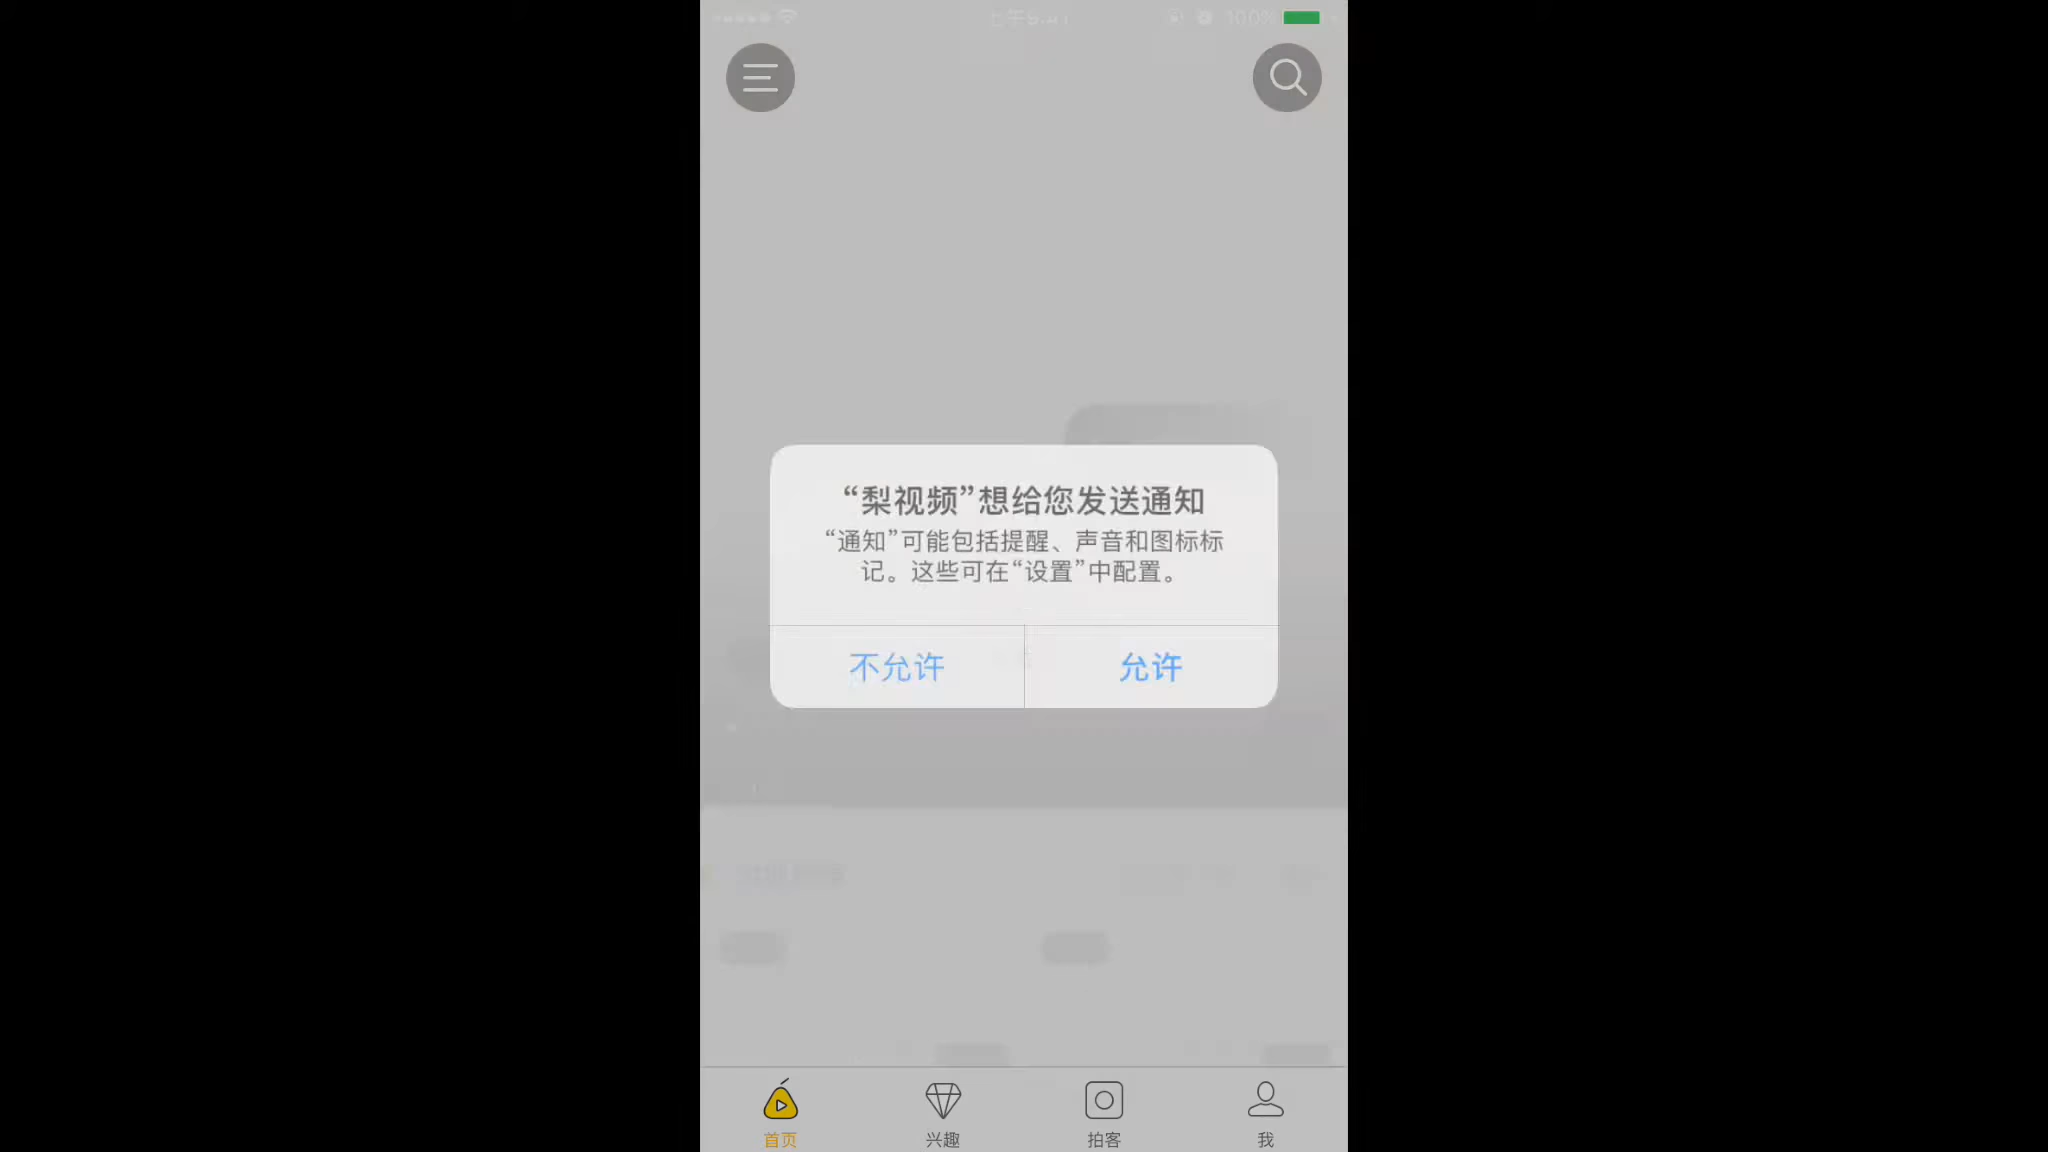 100%
“梨视频”想给您发送通知
“通知”可能包括提醒、声音和图标标
记。这些可在“设置”中配置。
不允许
允许
首页
兴趣
拍客
我